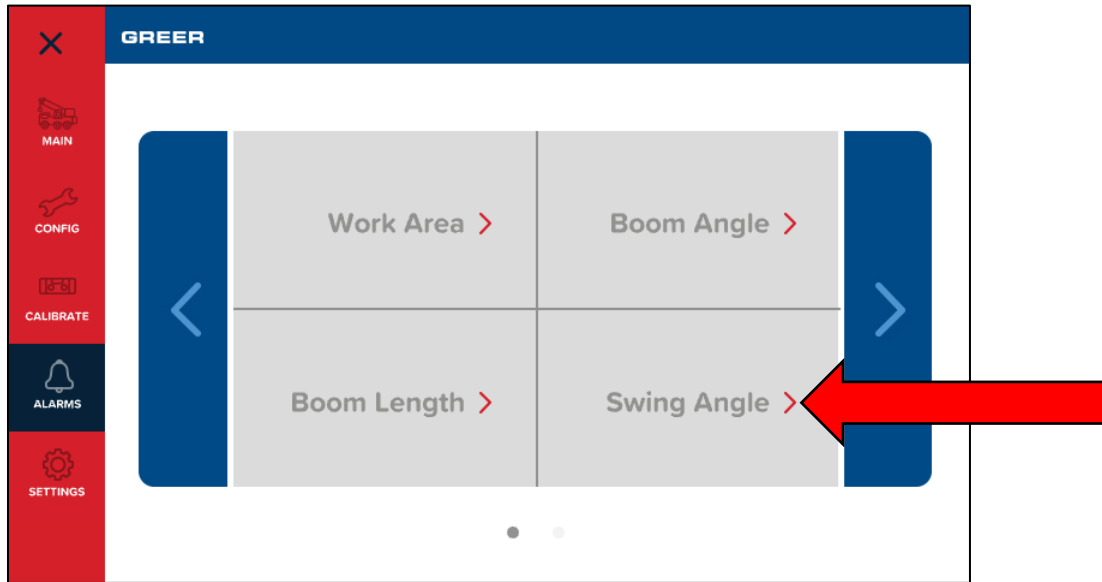 GREER
MAIN
CONFIG
CALIBRATE
ALARMS
SETTINGS
Work Area
Boom Angle
Boom Length
Swing Angle